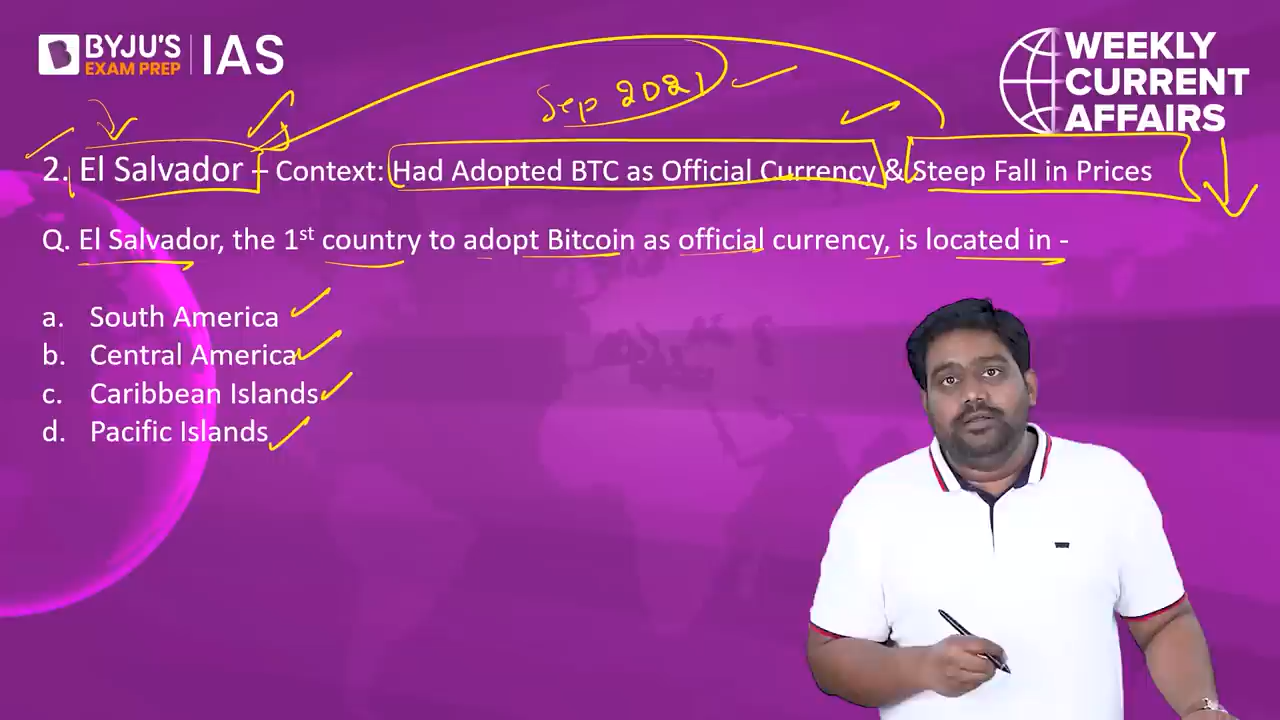 BYJU'S
EXAM PREP
IAS
WEEKLY
CURRENT
AFFAIRS
Sep 2021
2. El Salvador – Context: Had Adopted BTC as Official Currency & Steep Fall in Prices
Q. El Salvador, the 1st country to adopt Bitcoin as official currency, is located in -
a. South America
b. Central America
c. Caribbean Islands
d. Pacific Islands